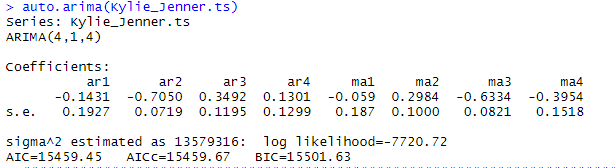 > auto.arima(Kylie_Jenner.ts)
Series: Kylie_Jenner.ts
ARIMA(4,1,4)
Coefficients:
ar1 ar2 ar3 ar4 ma1 ma2 ma3 ma4
-0.1431 -0.7050 0.3492 0.1301 -0.059 0.2984 -0.6334 -0.3954
s.e. 0.1927 0.0719 0.1195 0.1299 0.187 0.1000 0.0821 0.1518
sigma^2 estimated as 13579316: log likelihood=-7720.72
AIC=15459.45 AICc=15459.67 BIC=15501.63